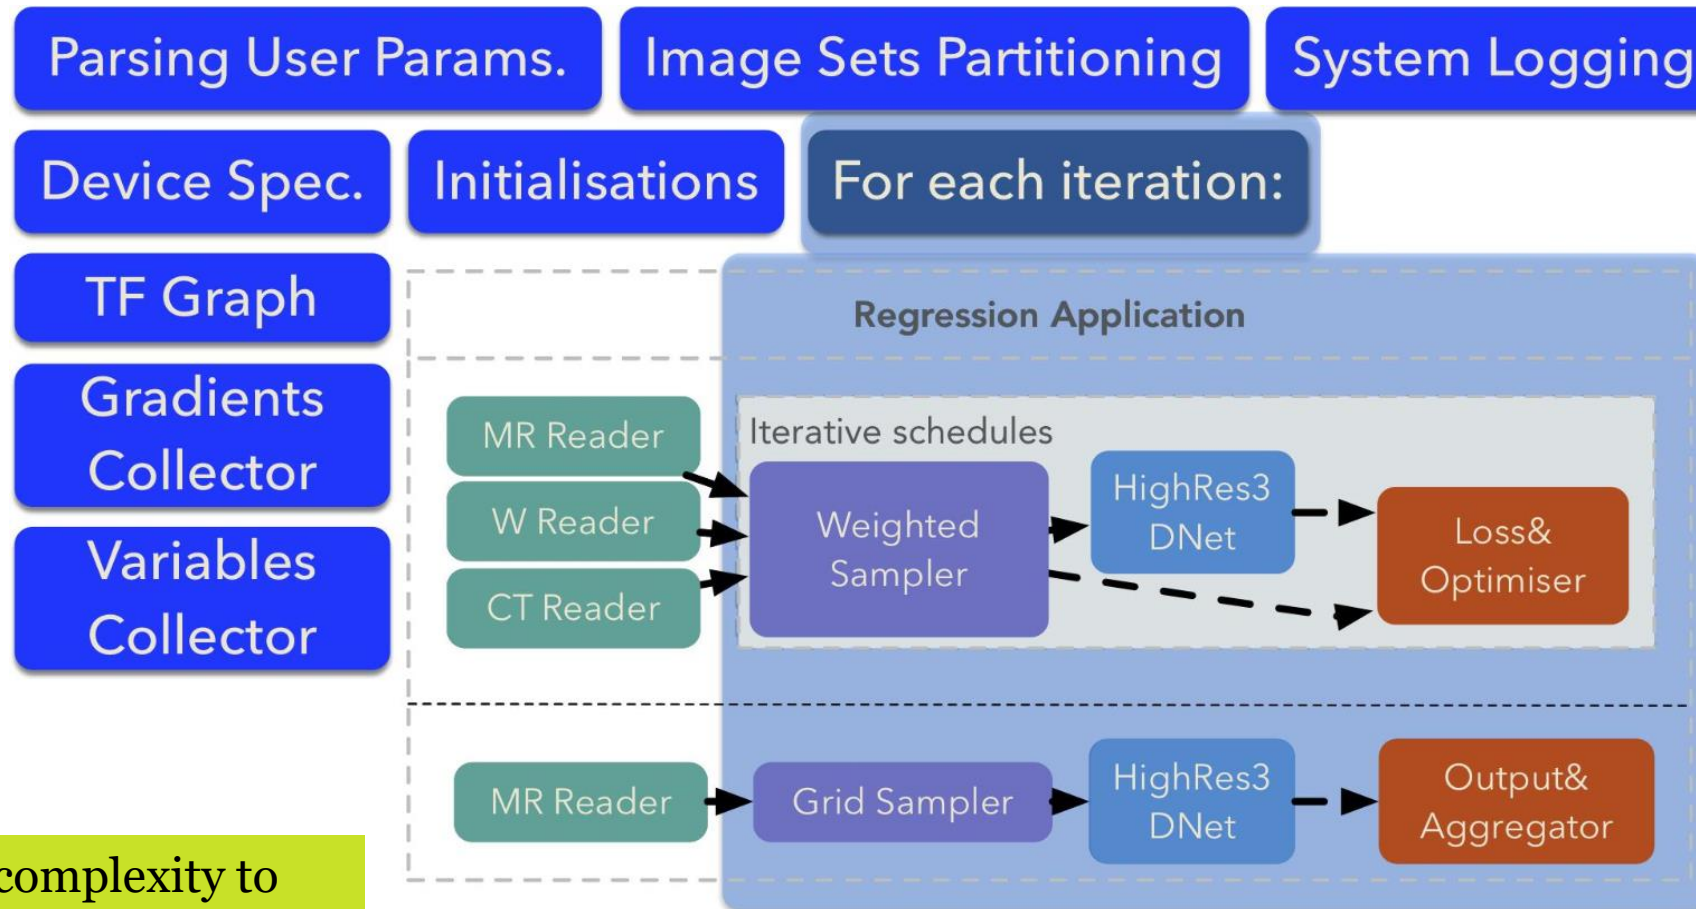 Parsing User Params.
Image Sets Partitioning
System Logging
Device Spec.
Initialisations
For each iteration:
TF Graph
Gradients
Collector
Variables
Collector
Regression Application
MR Reader
W Reader
CT Reader
Iterative schedules
Weighted
Sampler
HighRes3
DNet
Loss&
Optimiser
MR Reader
Grid Sampler
HighRes3
DNet
Output&
Aggregator
complexity to